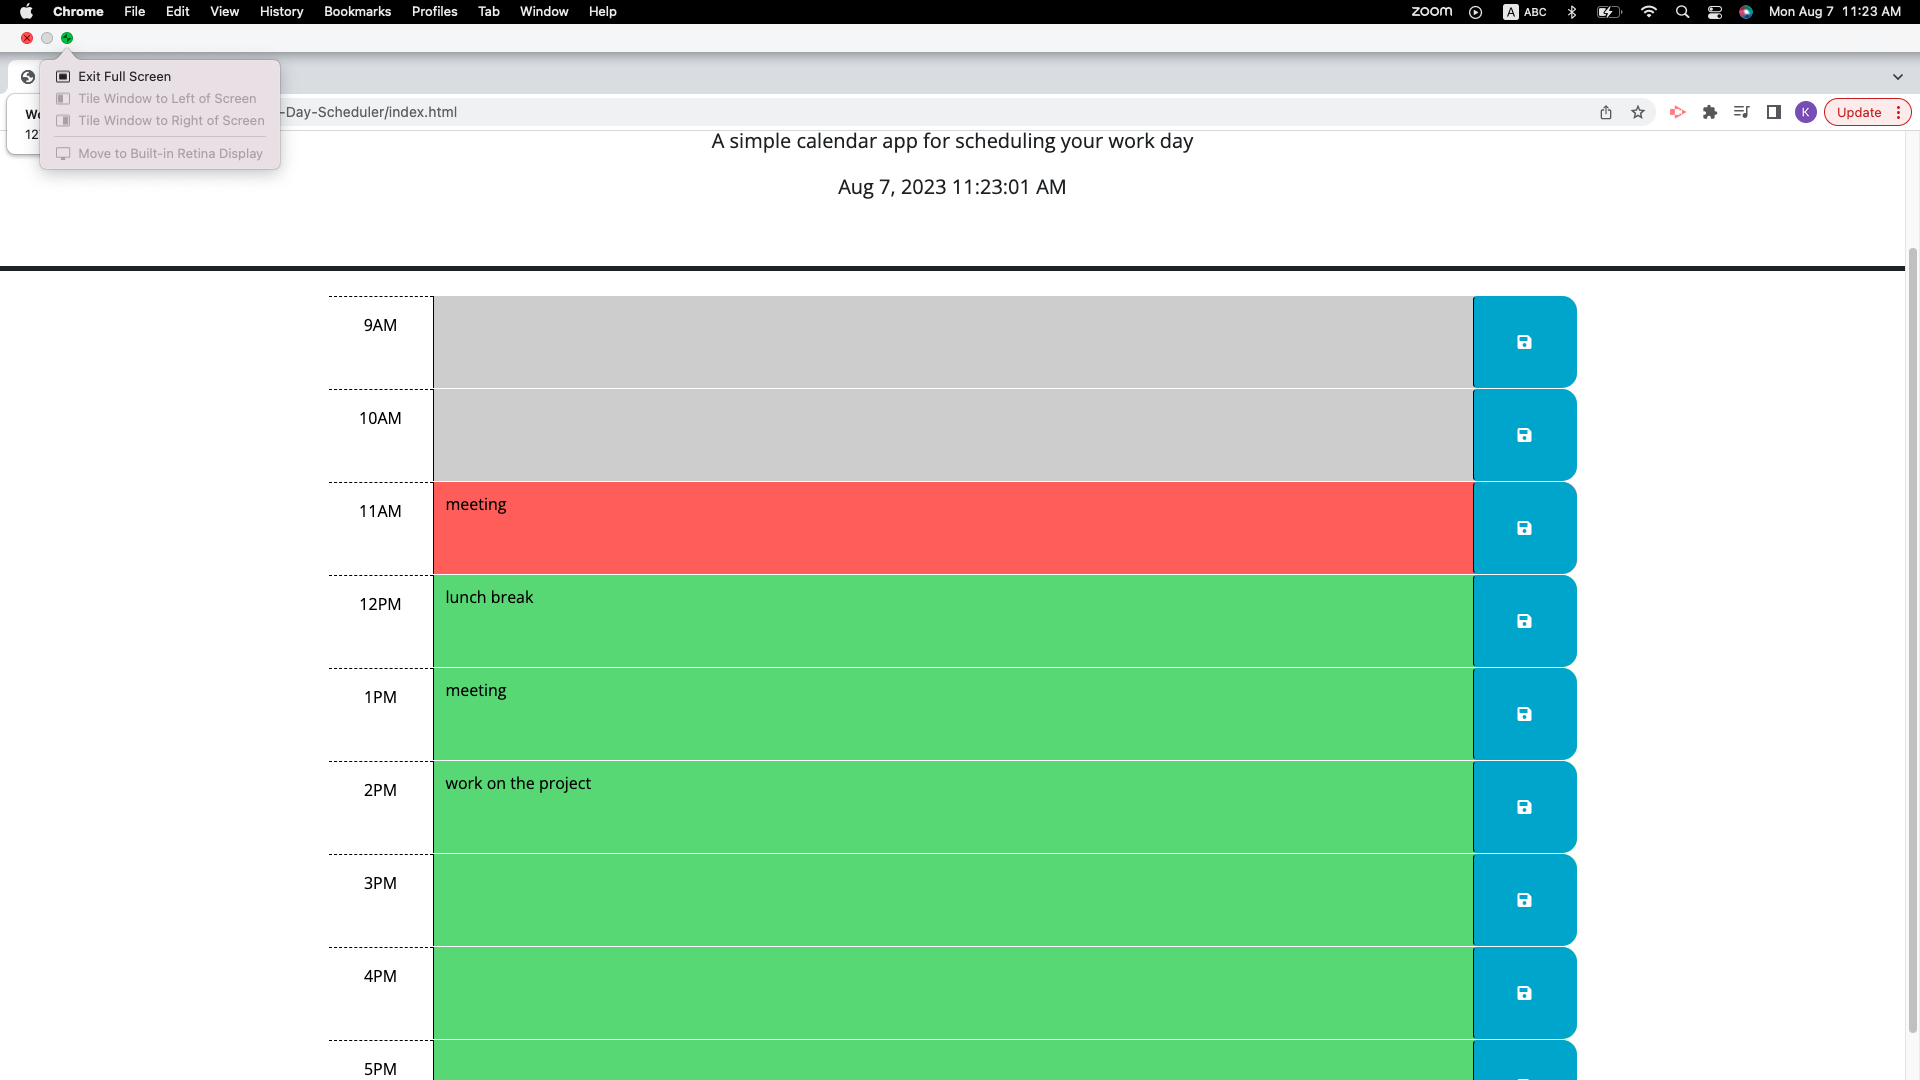 Chrome File Edit View History Bookmarks Profiles Tab Window Help zoom A ABC Mon Aug 7 11:23 AM
Exit Full Screen
Tile Window to Left of Screen
Tile Window to Right of Screen
Move to Built-in Retina Display
-Day-Scheduler/index.html K Update
12
A simple calendar app for scheduling your work day
Aug 7, 2023 11:23:01 AM
9AM
10AM
11AM meeting
12PM lunch break
1PM meeting
2PM work on the project
3PM
4PM
5PM